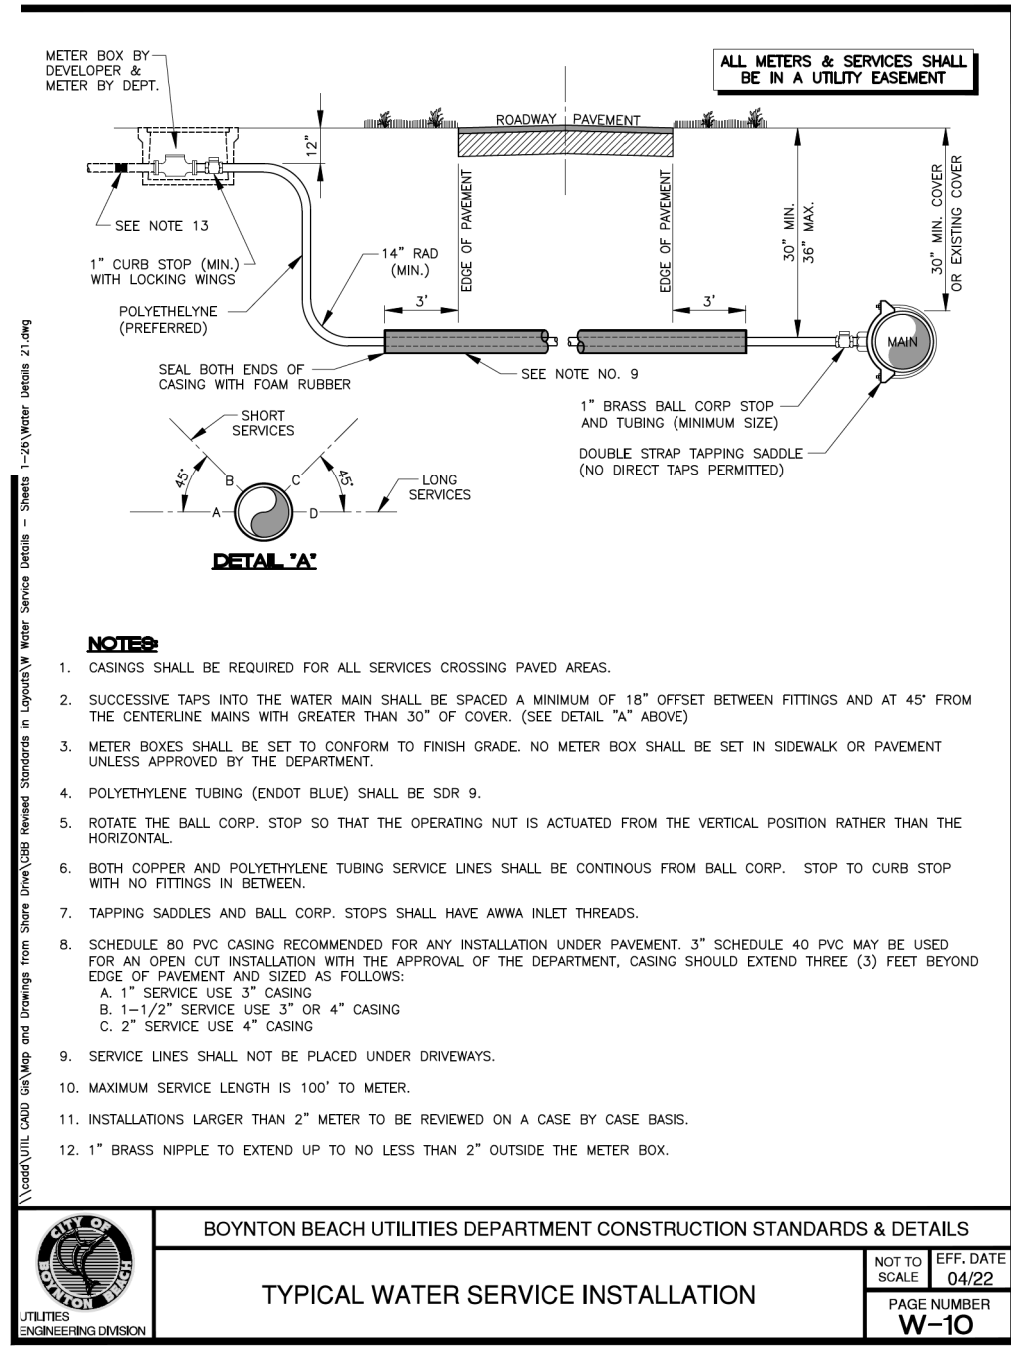 METER BOX BY
DEVELOPER &
METER BY DEPT.
ALL METERS & SERVICES SHALL
BE IN A UTILITY EASEMENT
ROADWAY PAVEMENT
12"
SEE NOTE 13
1" CURB STOP (MIN.)
WITH LOCKING WINGS
14" RAD
(MIN.)
POLYETHELYNE
(PREFERRED)
EDGE OF PAVEMENT
EDGE OF PAVEMENT
3'
3'
30" MIN.
36" MAX.
30" MIN. COVER
OR EXISTING COVER
MAIN
SEAL BOTH ENDS OF
CASING WITH FOAM RUBBER
SEE NOTE NO. 9
1" BRASS BALL CORP STOP
AND TUBING (MINIMUM SIZE)
DOUBLE STRAP TAPPING SADDLE
(NO DIRECT TAPS PERMITTED)
SHORT
SERVICES
45°
B
C
45°
LONG
SERVICES
A
D
DETAIL "A"
NOTES:
1. CASINGS SHALL BE REQUIRED FOR ALL SERVICES CROSSING PAVED AREAS.
2. SUCCESSIVE TAPS INTO THE WATER MAIN SHALL BE SPACED A MINIMUM OF 18" OFFSET BETWEEN FITTINGS AND AT 45° FROM
THE CENTERLINE MAINS WITH GREATER THAN 30" OF COVER. (SEE DETAIL "A" ABOVE)
3. METER BOXES SHALL BE SET TO CONFORM TO FINISH GRADE. NO METER BOX SHALL BE SET IN SIDEWALK OR PAVEMENT
UNLESS APPROVED BY THE DEPARTMENT.
4. POLYETHYLENE TUBING (ENDOT BLUE) SHALL BE SDR 9.
5. ROTATE THE BALL CORP. STOP SO THAT THE OPERATING NUT IS ACTUATED FROM THE VERTICAL POSITION RATHER THAN THE
HORIZONTAL.
6. BOTH COPPER AND POLYETHYLENE TUBING SERVICE LINES SHALL BE CONTINOUS FROM BALL CORP. STOP TO CURB STOP
WITH NO FITTINGS IN BETWEEN.
7. TAPPING SADDLES AND BALL CORP. STOPS SHALL HAVE AWWA INLET THREADS.
8. SCHEDULE 80 PVC CASING RECOMMENDED FOR ANY INSTALLATION UNDER PAVEMENT. 3" SCHEDULE 40 PVC MAY BE USED
FOR AN OPEN CUT INSTALLATION WITH THE APPROVAL OF THE DEPARTMENT, CASING SHOULD EXTEND THREE (3) FEET BEYOND
EDGE OF PAVEMENT AND SIZED AS FOLLOWS:
A. 1" SERVICE USE 3" CASING
B. 1-1/2" SERVICE USE 3" OR 4" CASING
C. 2" SERVICE USE 4" CASING
9. SERVICE LINES SHALL NOT BE PLACED UNDER DRIVEWAYS.
10. MAXIMUM SERVICE LENGTH IS 100' TO METER.
11. INSTALLATIONS LARGER THAN 2" METER TO BE REVIEWED ON A CASE BY CASE BASIS.
12. 1" BRASS NIPPLE TO EXTEND UP TO NO LESS THAN 2" OUTSIDE THE METER BOX.
\\cadd\UTIL CADD Gis\Map and Drawings from Share Drive\CBB Revised Standards in Layouts\W Water Service Details - Sheets 1-26\Water Details 21.dwg
CITY OF
BOYNTON BEACH
UTILITIES
ENGINEERING DIVISION
BOYNTON BEACH UTILITIES DEPARTMENT CONSTRUCTION STANDARDS & DETAILS
TYPICAL WATER SERVICE INSTALLATION
NOT TO
SCALE
EFF. DATE
04/22
PAGE NUMBER
W-10